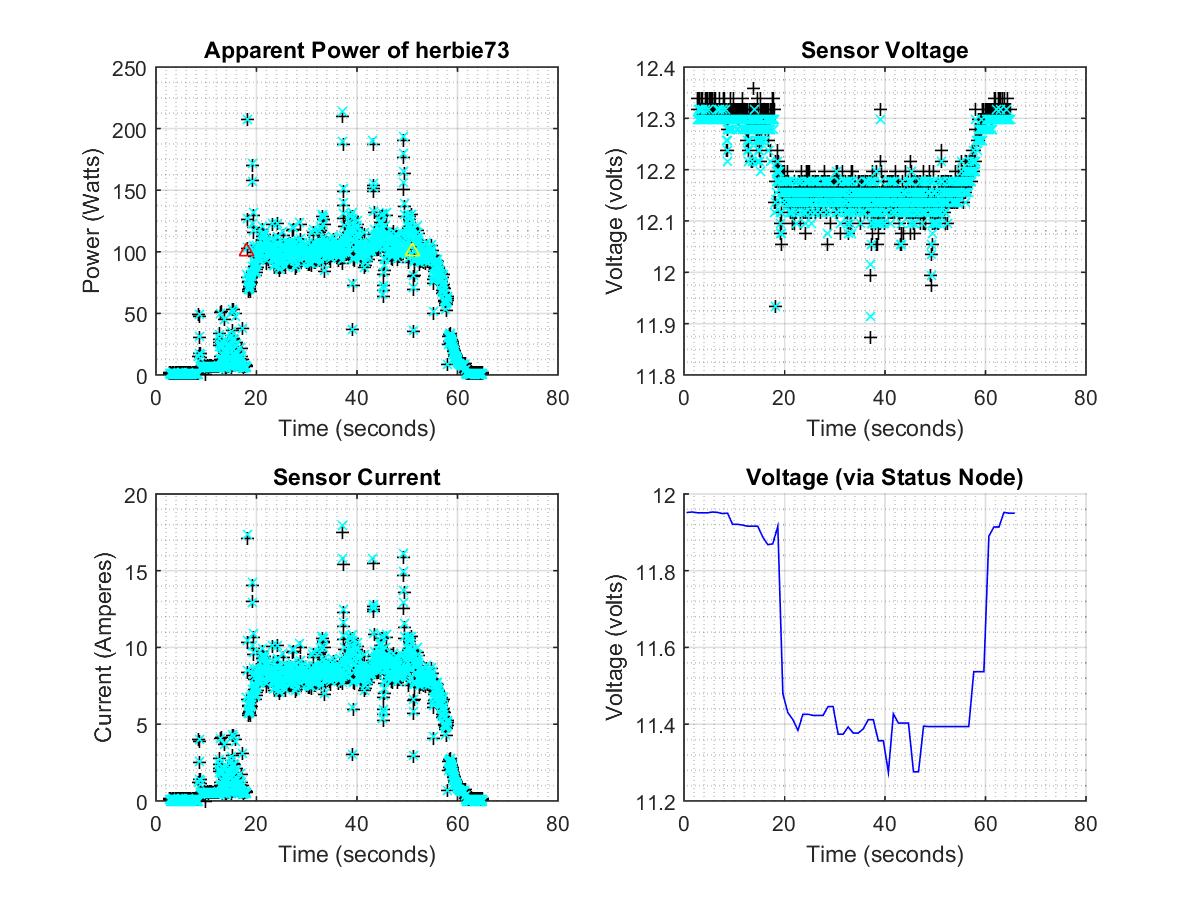 Apparent Power of herbie73
250
200
150
100
50
0
Power (Watts)
0 20 40 60 80
Time (seconds)
Sensor Voltage
12.4
12.3
12.2
12.1
12
11.9
11.8
Voltage (volts)
0 20 40 60 80
Time (seconds)
Sensor Current
20
15
10
5
0
Current (Amperes)
0 20 40 60 80
Time (seconds)
Voltage (via Status Node)
12
11.8
11.6
11.4
11.2
Voltage (volts)
0 20 40 60 80
Time (seconds)